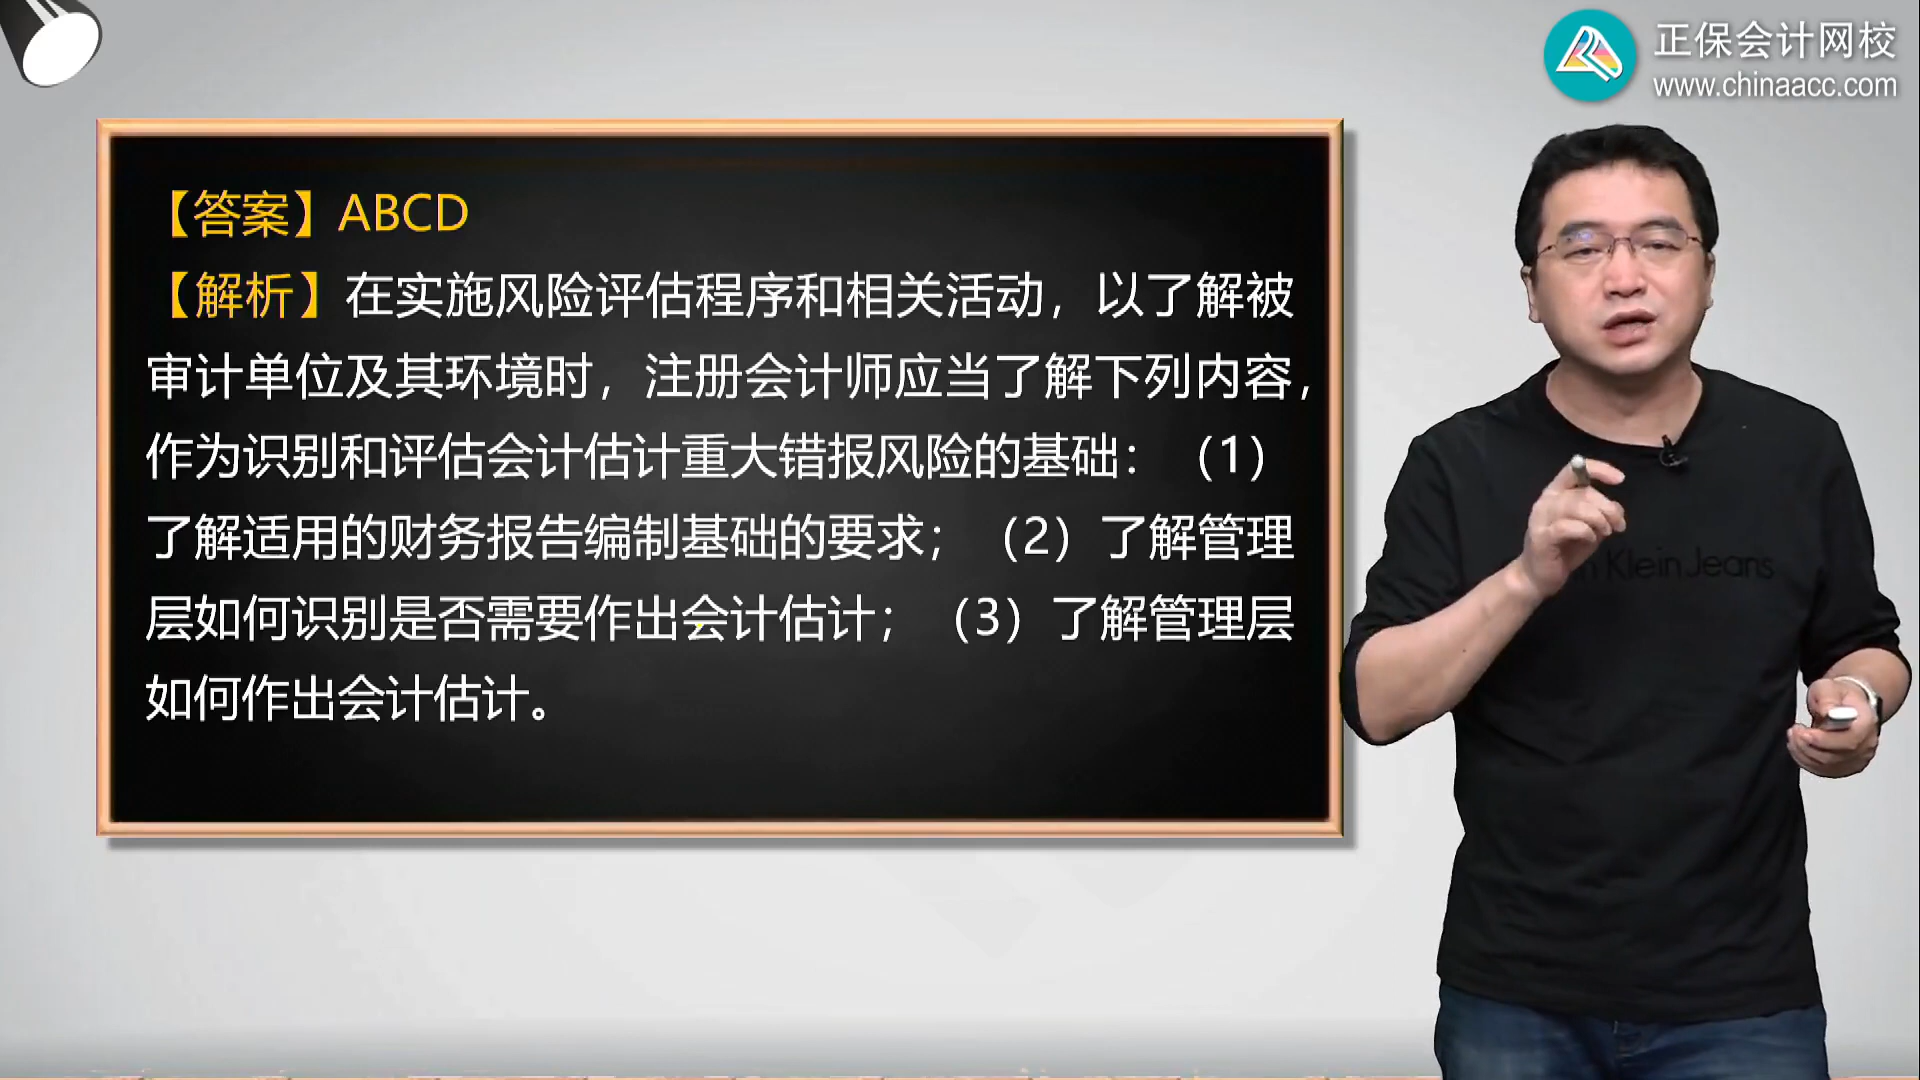 正保会计网校
www.chinaacc.com
【答案】ABCD
【解析】在实施风险评估程序和相关活动，以了解被
审计单位及其环境时，注册会计师应当了解下列内容，
作为识别和评估会计估计重大错报风险的基础：（1）
了解适用的财务报告编制基础的要求；（2）了解管理
层如何识别是否需要作出会计估计；（3）了解管理层
如何作出会计估计。
Klein Jeans